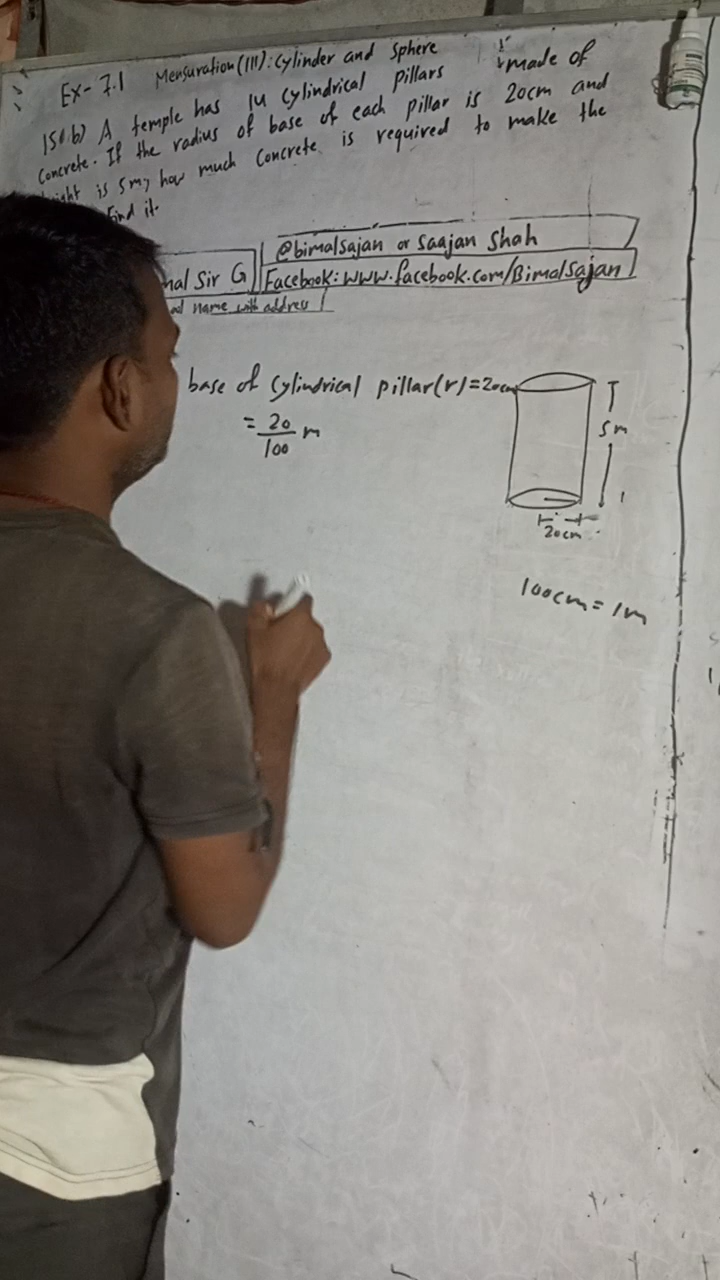 Ex- 7.1 Mensuration (III): Cylinder and Sphere
15(.b) A temple has 14 cylindrical pillars made of
Concrete. If the radius of base of each pillar is 20cm and
height is 5m, how much concrete is required to make the
Find it.
@bimalsajan or Saajan Shah
nal Sir G Facebook: www.facebook.com/BimalSajan
name with address
base of cylindrical pillar(r)=20cm
= 20/100 m
5m
20cm
100cm = 1m